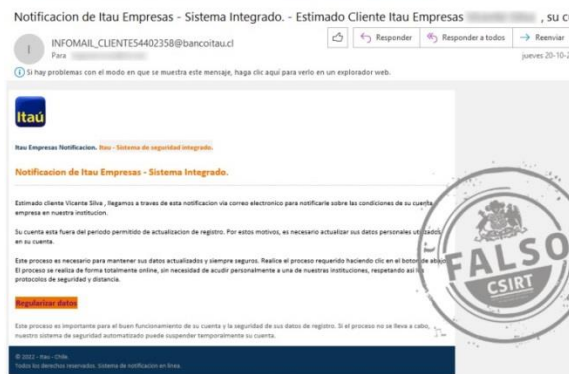 Notificacion de Itau Empresas - Sistema Integrado. - Estimado Cliente Itau Empresas , su c
I
INFOMAIL_CLIENTE54402358@bancoitau.cl
Para
Responder
Responder a todos
Reenviar
jueves 20-10-2
Si hay problemas con el modo en que se muestra este mensaje, haga clic aquí para verlo en un explorador web.
Itaú
Itau Empresas Notificacion. Itau - Sistema de seguridad integrado.
Notificacion de Itau Empresas - Sistema Integrado.
Estimado cliente Vicente Silva , llegamos a traves de esta notificacion via correo electronico para notificarle sobre las condiciones de su cuenta
empresa en nuestra institucion.
Su cuenta esta fuera del periodo permitido de actualizacion de registro. Por estos motivos, es necesario actualizar sus datos personales utilizados
en su cuenta.
Este proceso es necesario para mantener sus datos actualizados y siempre seguros. Realice el proceso requerido haciendo clic en el boton de abajo
El proceso se realiza de forma totalmente online, sin necesidad de acudir personalmente a una de nuestras instituciones, respetando asi los
protocolos de seguridad y distancia.
Regularizar datos
Este proceso es importante para el buen funcionamiento de su cuenta y la seguridad de sus datos de registro. Si el proceso no se lleva a cabo,
nuestro sistema de seguridad automatizado puede suspender temporalmente su cuenta.
© 2022 - Itau - Chile.
Todos los derechos reservados, Sistema de notificacion en linea.
FALSO
CSIRT